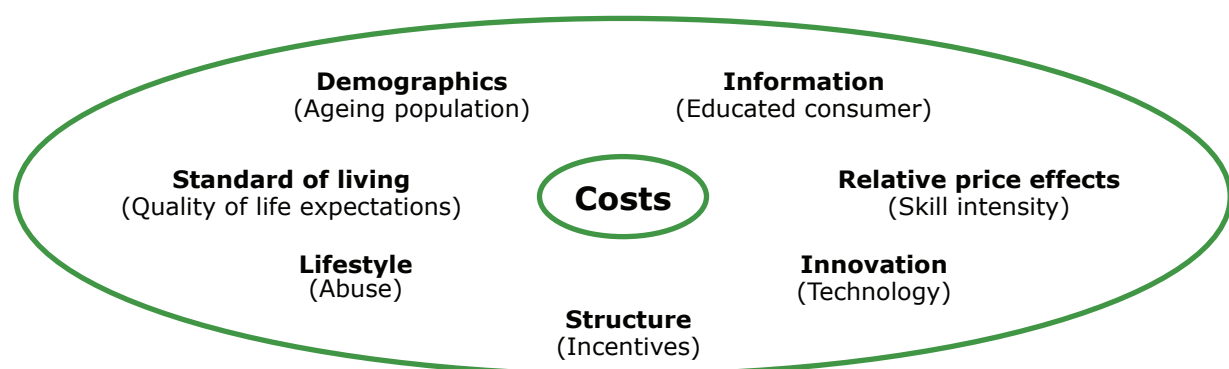 Demographics
(Ageing population)
Information
(Educated consumer)
Standard of living
(Quality of life expectations)
Costs
Relative price effects
(Skill intensity)
Lifestyle
(Abuse)
Innovation
(Technology)
Structure
(Incentives)